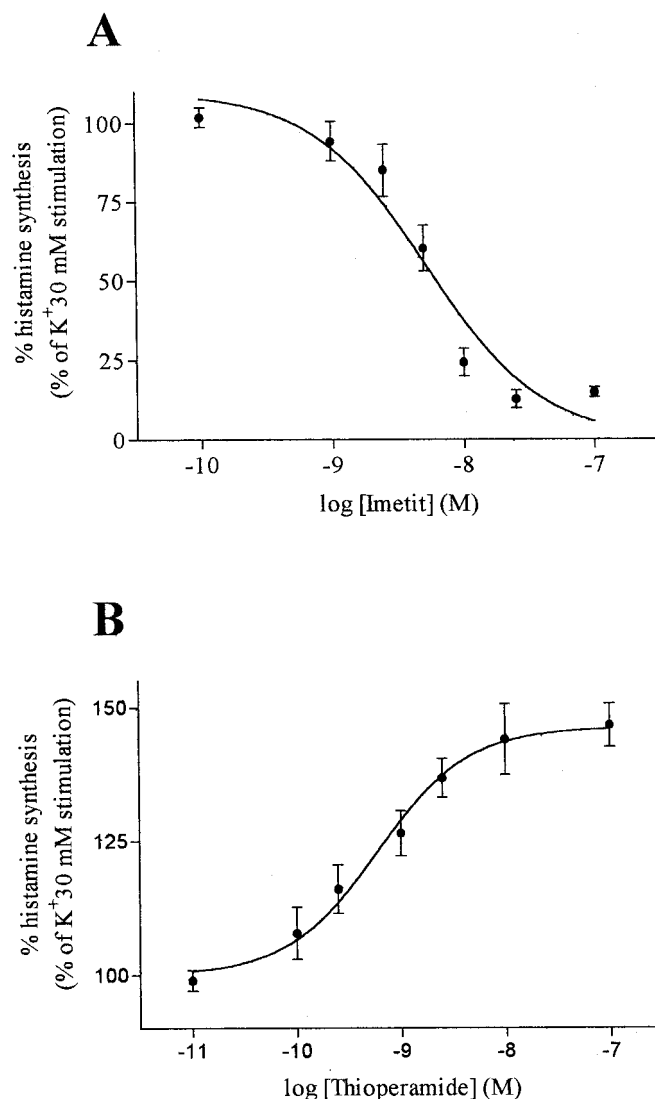 A
% histamine synthesis
(% of K⁺30 mM stimulation)
100
75
50
25
0
-10 -9 -8 -7
log [Imetit] (M)
B
% histamine synthesis
(% of K⁺30 mM stimulation)
150
125
100
-11 -10 -9 -8 -7
log [Thioperamide] (M)